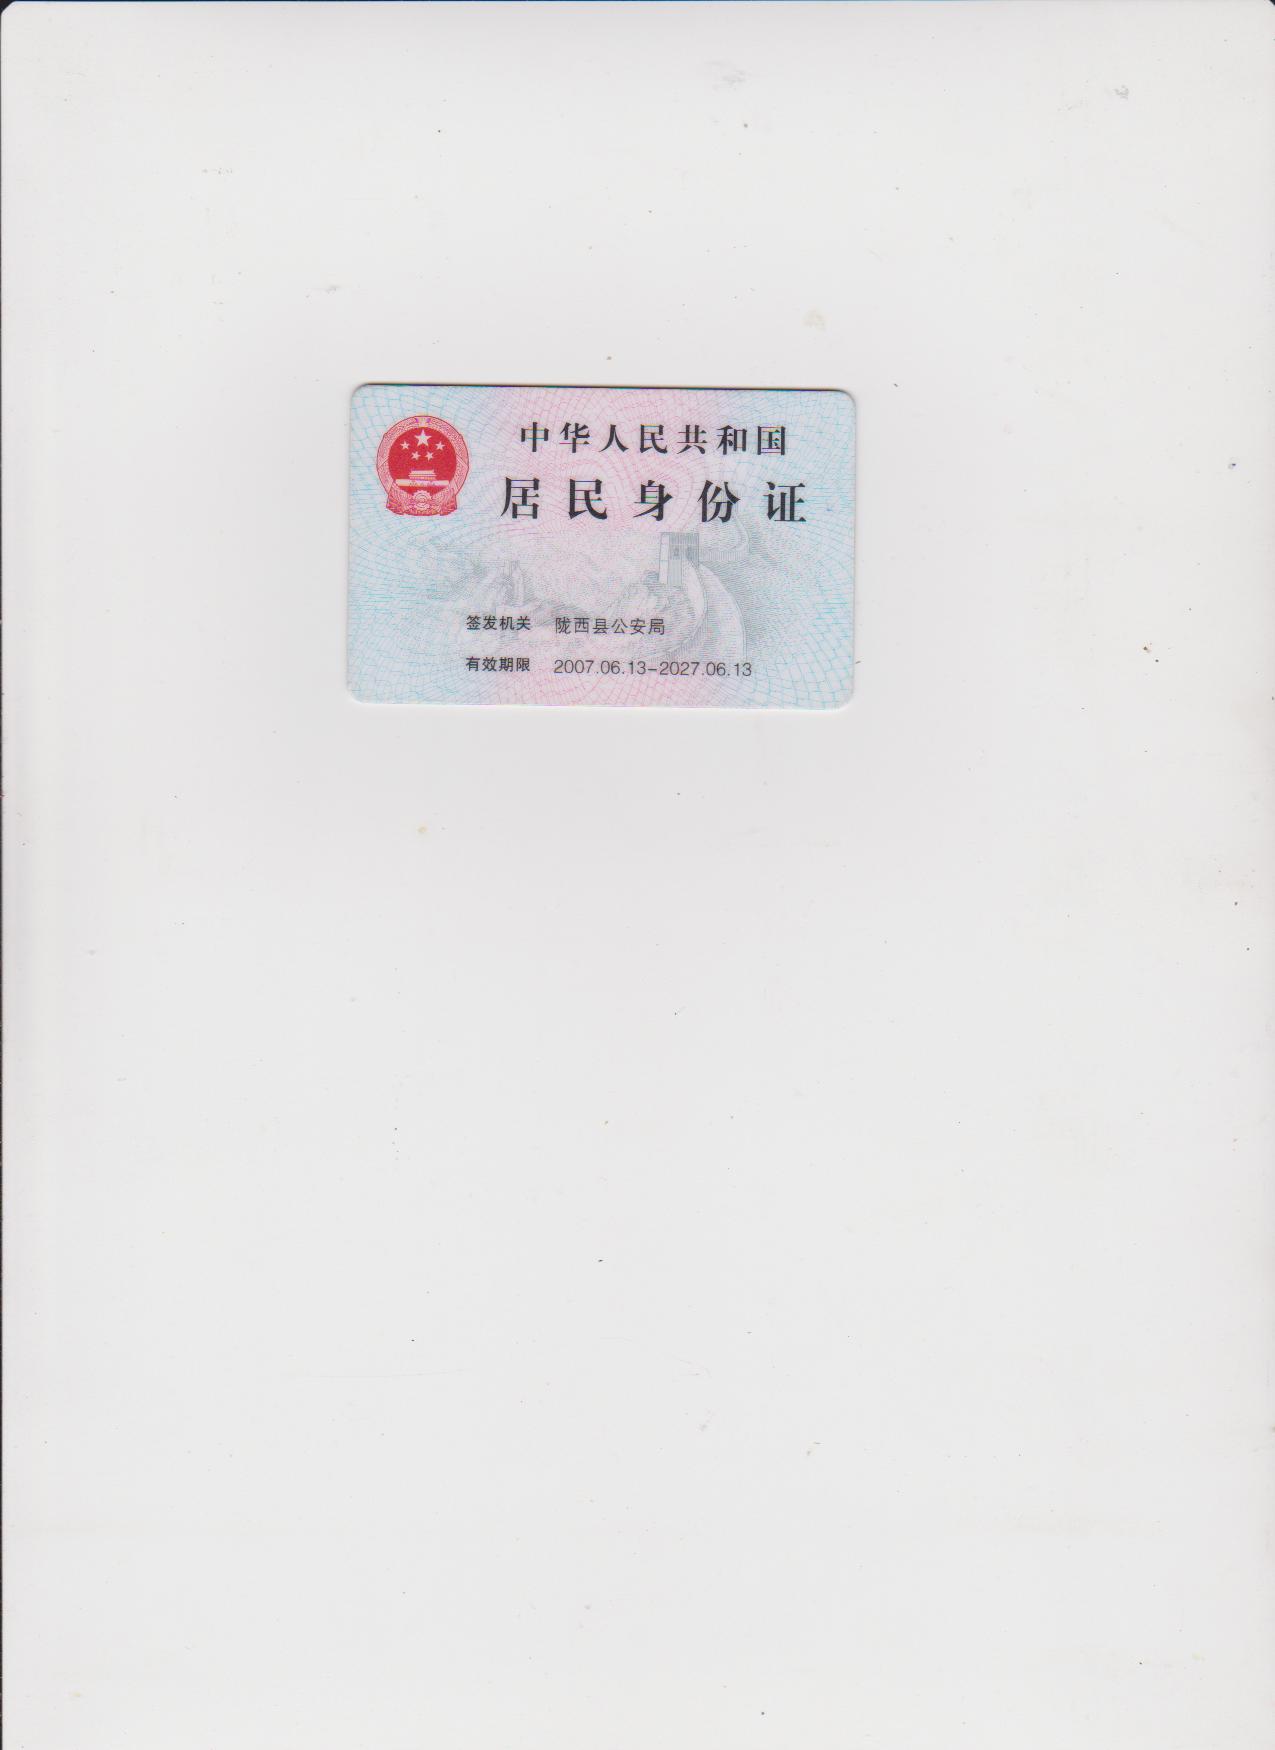 中华人民共和国
居民身份证
签发机关 陇西县公安局
有效期限 2007.06.13-2027.06.13